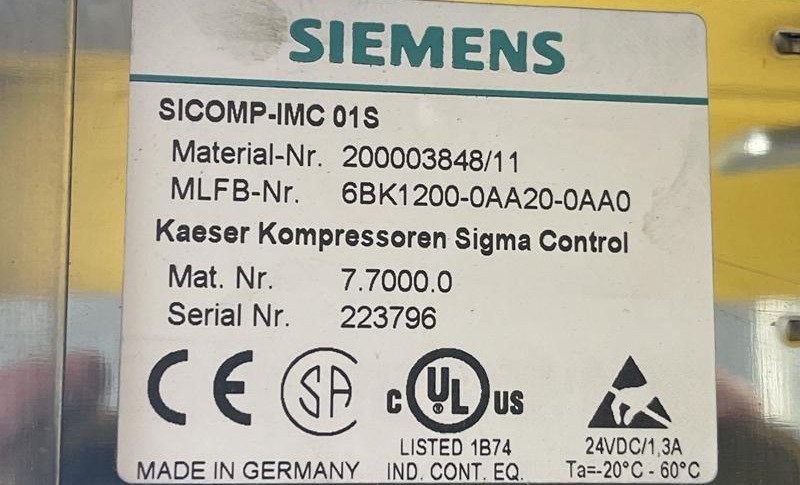 SIEMENS
SICOMP-IMC 01S
Material-Nr. 200003848/11
MLFB-Nr. 6BK1200-0AA20-0AA0
Kaeser Kompressoren Sigma Control
Mat. Nr. 7.7000.0
Serial Nr. 223796
CE SA C UL ® US
LISTED 1B74 24VDC/1,3A
MADE IN GERMANY IND. CONT. EQ. Ta=-20°C - 60°C